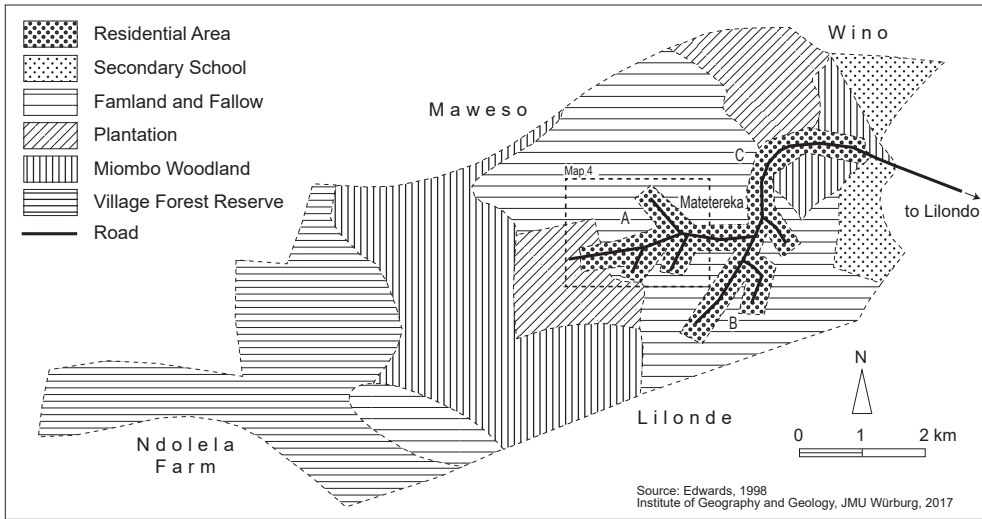 Residential Area
Secondary School
Famland and Fallow
Plantation
Miombo Woodland
Village Forest Reserve
Road
Wino
Maweso
C
Map.4
Matetereka
A
to Lilondo
B
N
Lilonde
Ndolela
Farm
0 1 2 km
Source: Edwards, 1998
Institute of Geography and Geology, JMU Würburg, 2017